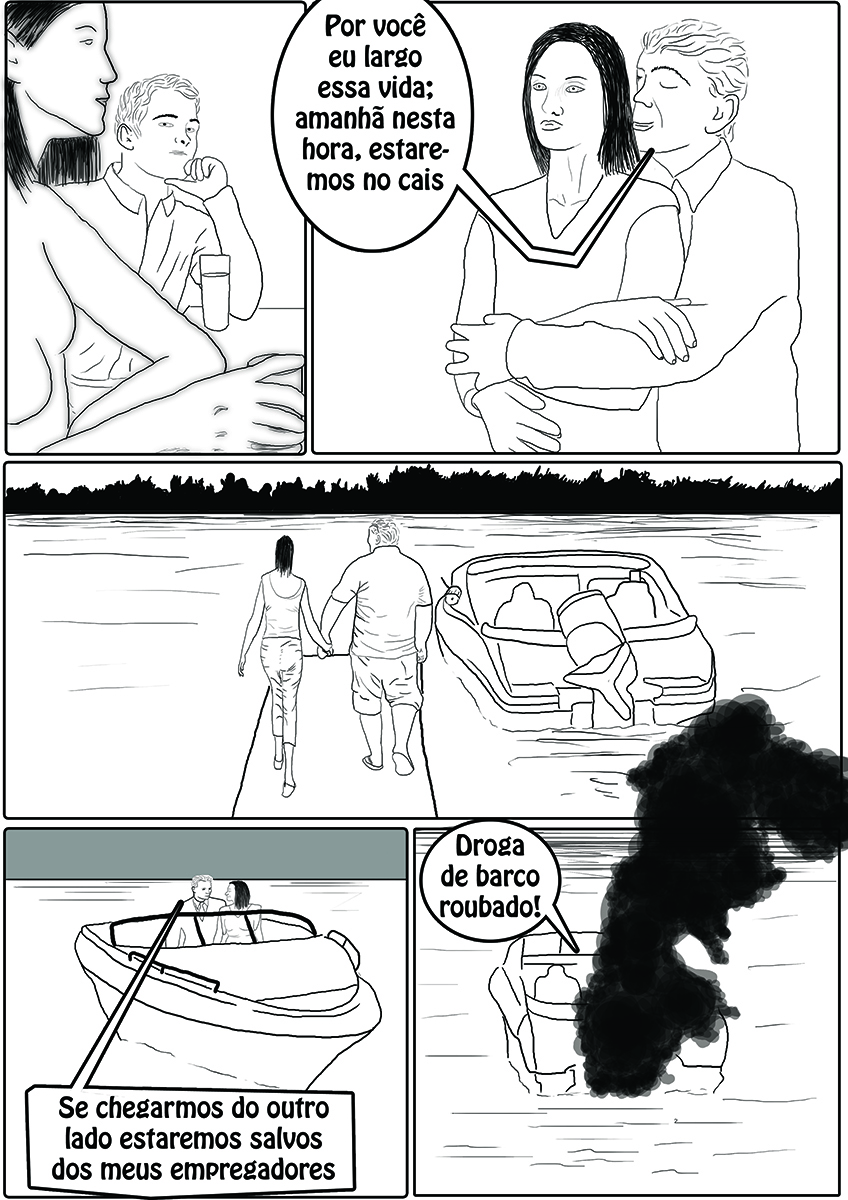 Por você
eu largo
essa vida;
amanhã nesta
hora, estare-
mos no cais
Se chegarmos do outro
lado estaremos salvos
dos meus empregadores
Droga
de barco
roubado!